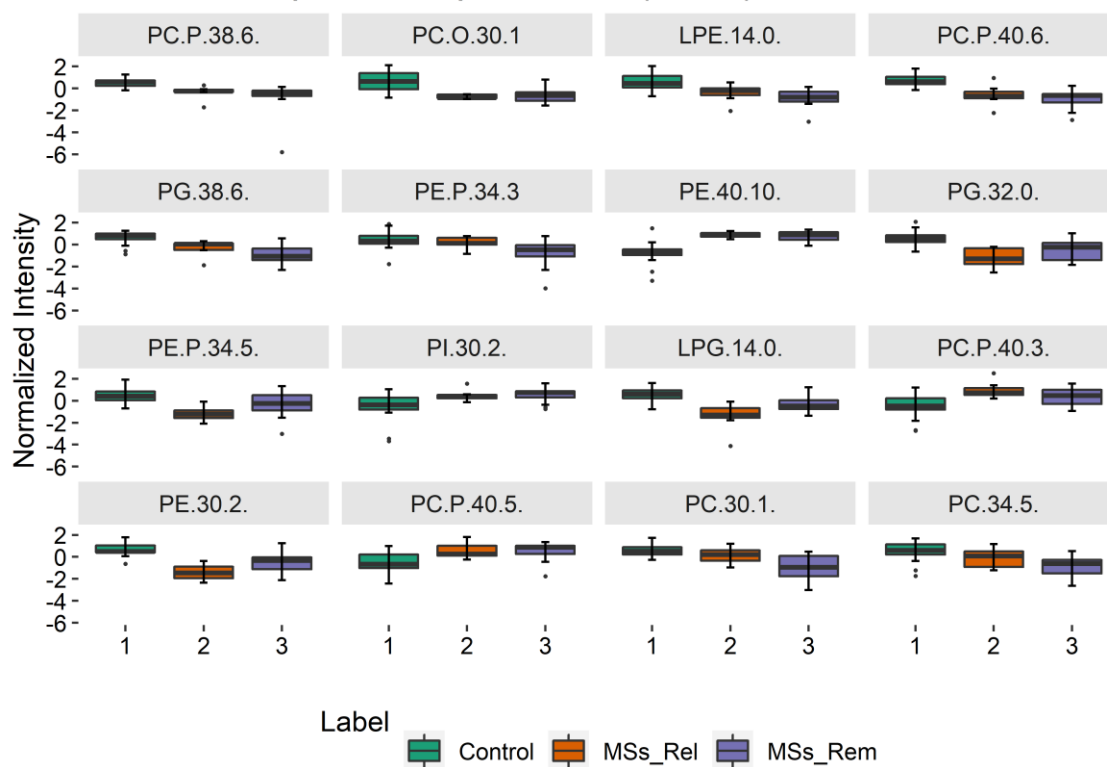 PC.P.38.6. PC.O.30.1 LPE.14.0. PC.P.40.6.
2
0
-2
-4
-6
PG.38.6. PE.P.34.3 PE.40.10. PG.32.0.
2
0
-2
-4
-6
Normalized Intensity
PE.P.34.5. PI.30.2. LPG.14.0. PC.P.40.3.
2
0
-2
-4
-6
PE.30.2. PC.P.40.5. PC.30.1. PC.34.5.
2
0
-2
-4
-6
1 2 3 1 2 3 1 2 3 1 2 3
Label Control MSs_Rel MSs_Rem